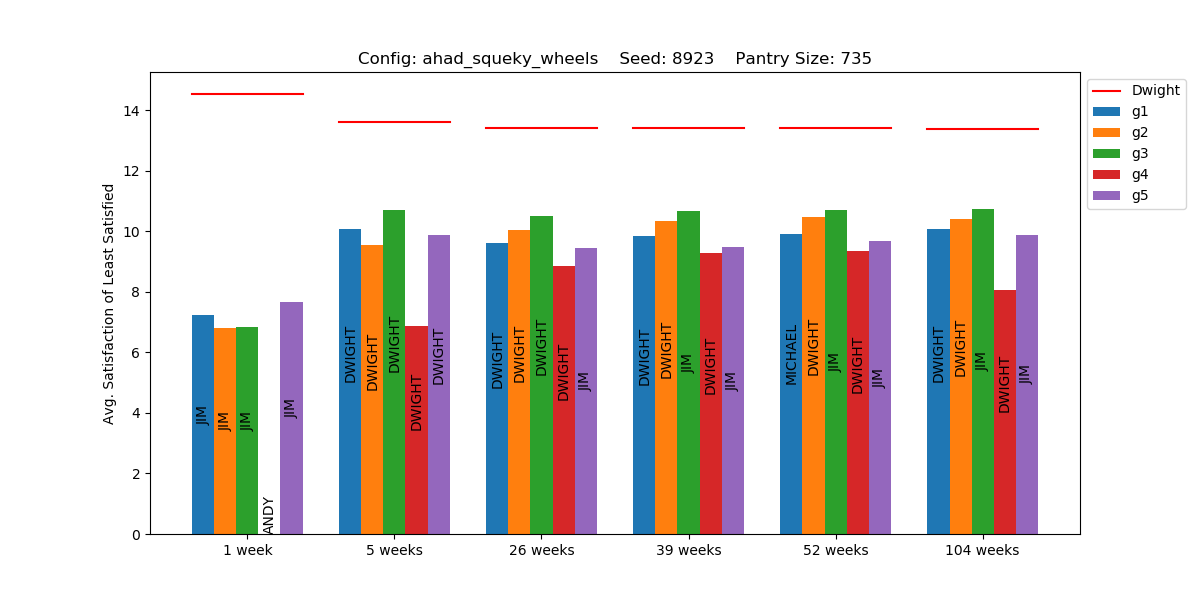 Config: ahad_squeky_wheels    Seed: 8923    Pantry Size: 735
Avg. Satisfaction of Least Satisfied
14
12
10
8
6
4
2
0
JIM
JIM
JIM
ANDY
JIM
DWIGHT
DWIGHT
DWIGHT
DWIGHT
DWIGHT
DWIGHT
DWIGHT
DWIGHT
DWIGHT
JIM
DWIGHT
DWIGHT
JIM
DWIGHT
JIM
MICHAEL
DWIGHT
JIM
DWIGHT
JIM
DWIGHT
DWIGHT
JIM
DWIGHT
JIM
1 week
5 weeks
26 weeks
39 weeks
52 weeks
104 weeks
Dwight
g1
g2
g3
g4
g5